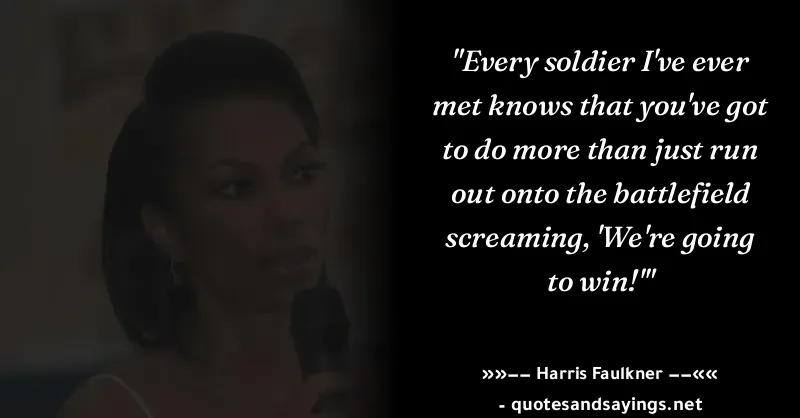 "Every soldier I've ever
met knows that you've got
to do more than just run
out onto the battlefield
screaming, 'We're going
to win!'"
»»–– Harris Faulkner ––««
- quotesandsayings.net